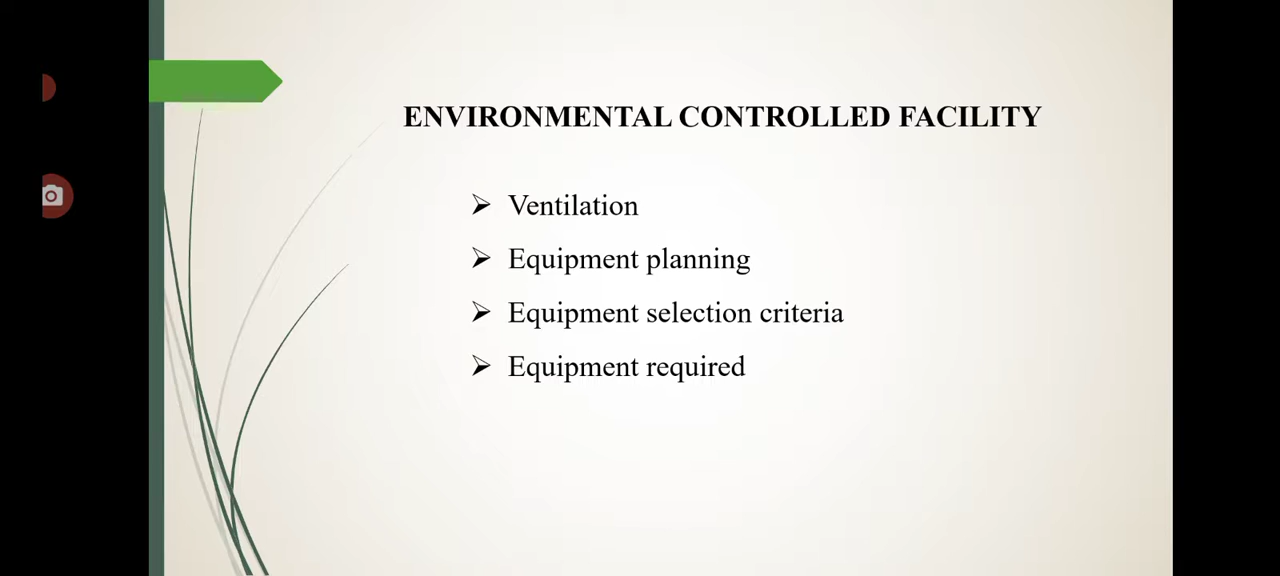 ENVIRONMENTAL CONTROLLED FACILITY
Ventilation
Equipment planning
Equipment selection criteria
Equipment required